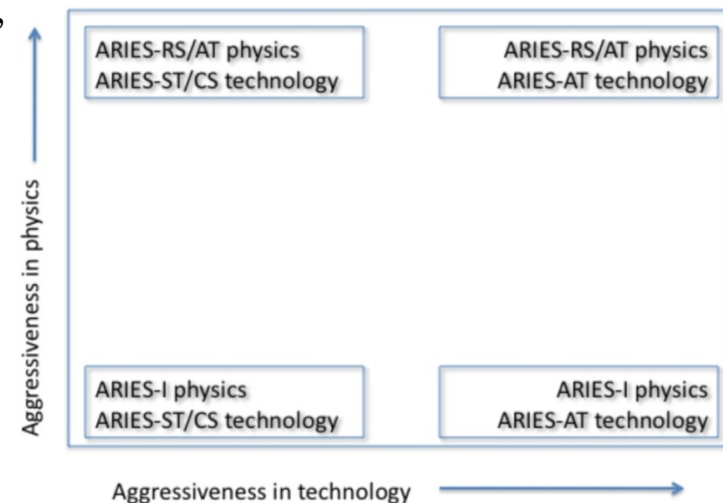 ,
ARIES-RS/AT physics
ARIES-ST/CS technology
ARIES-RS/AT physics
ARIES-AT technology
Aggressiveness in physics
ARIES-I physics
ARIES-ST/CS technology
ARIES-I physics
ARIES-AT technology
Aggressiveness in technology